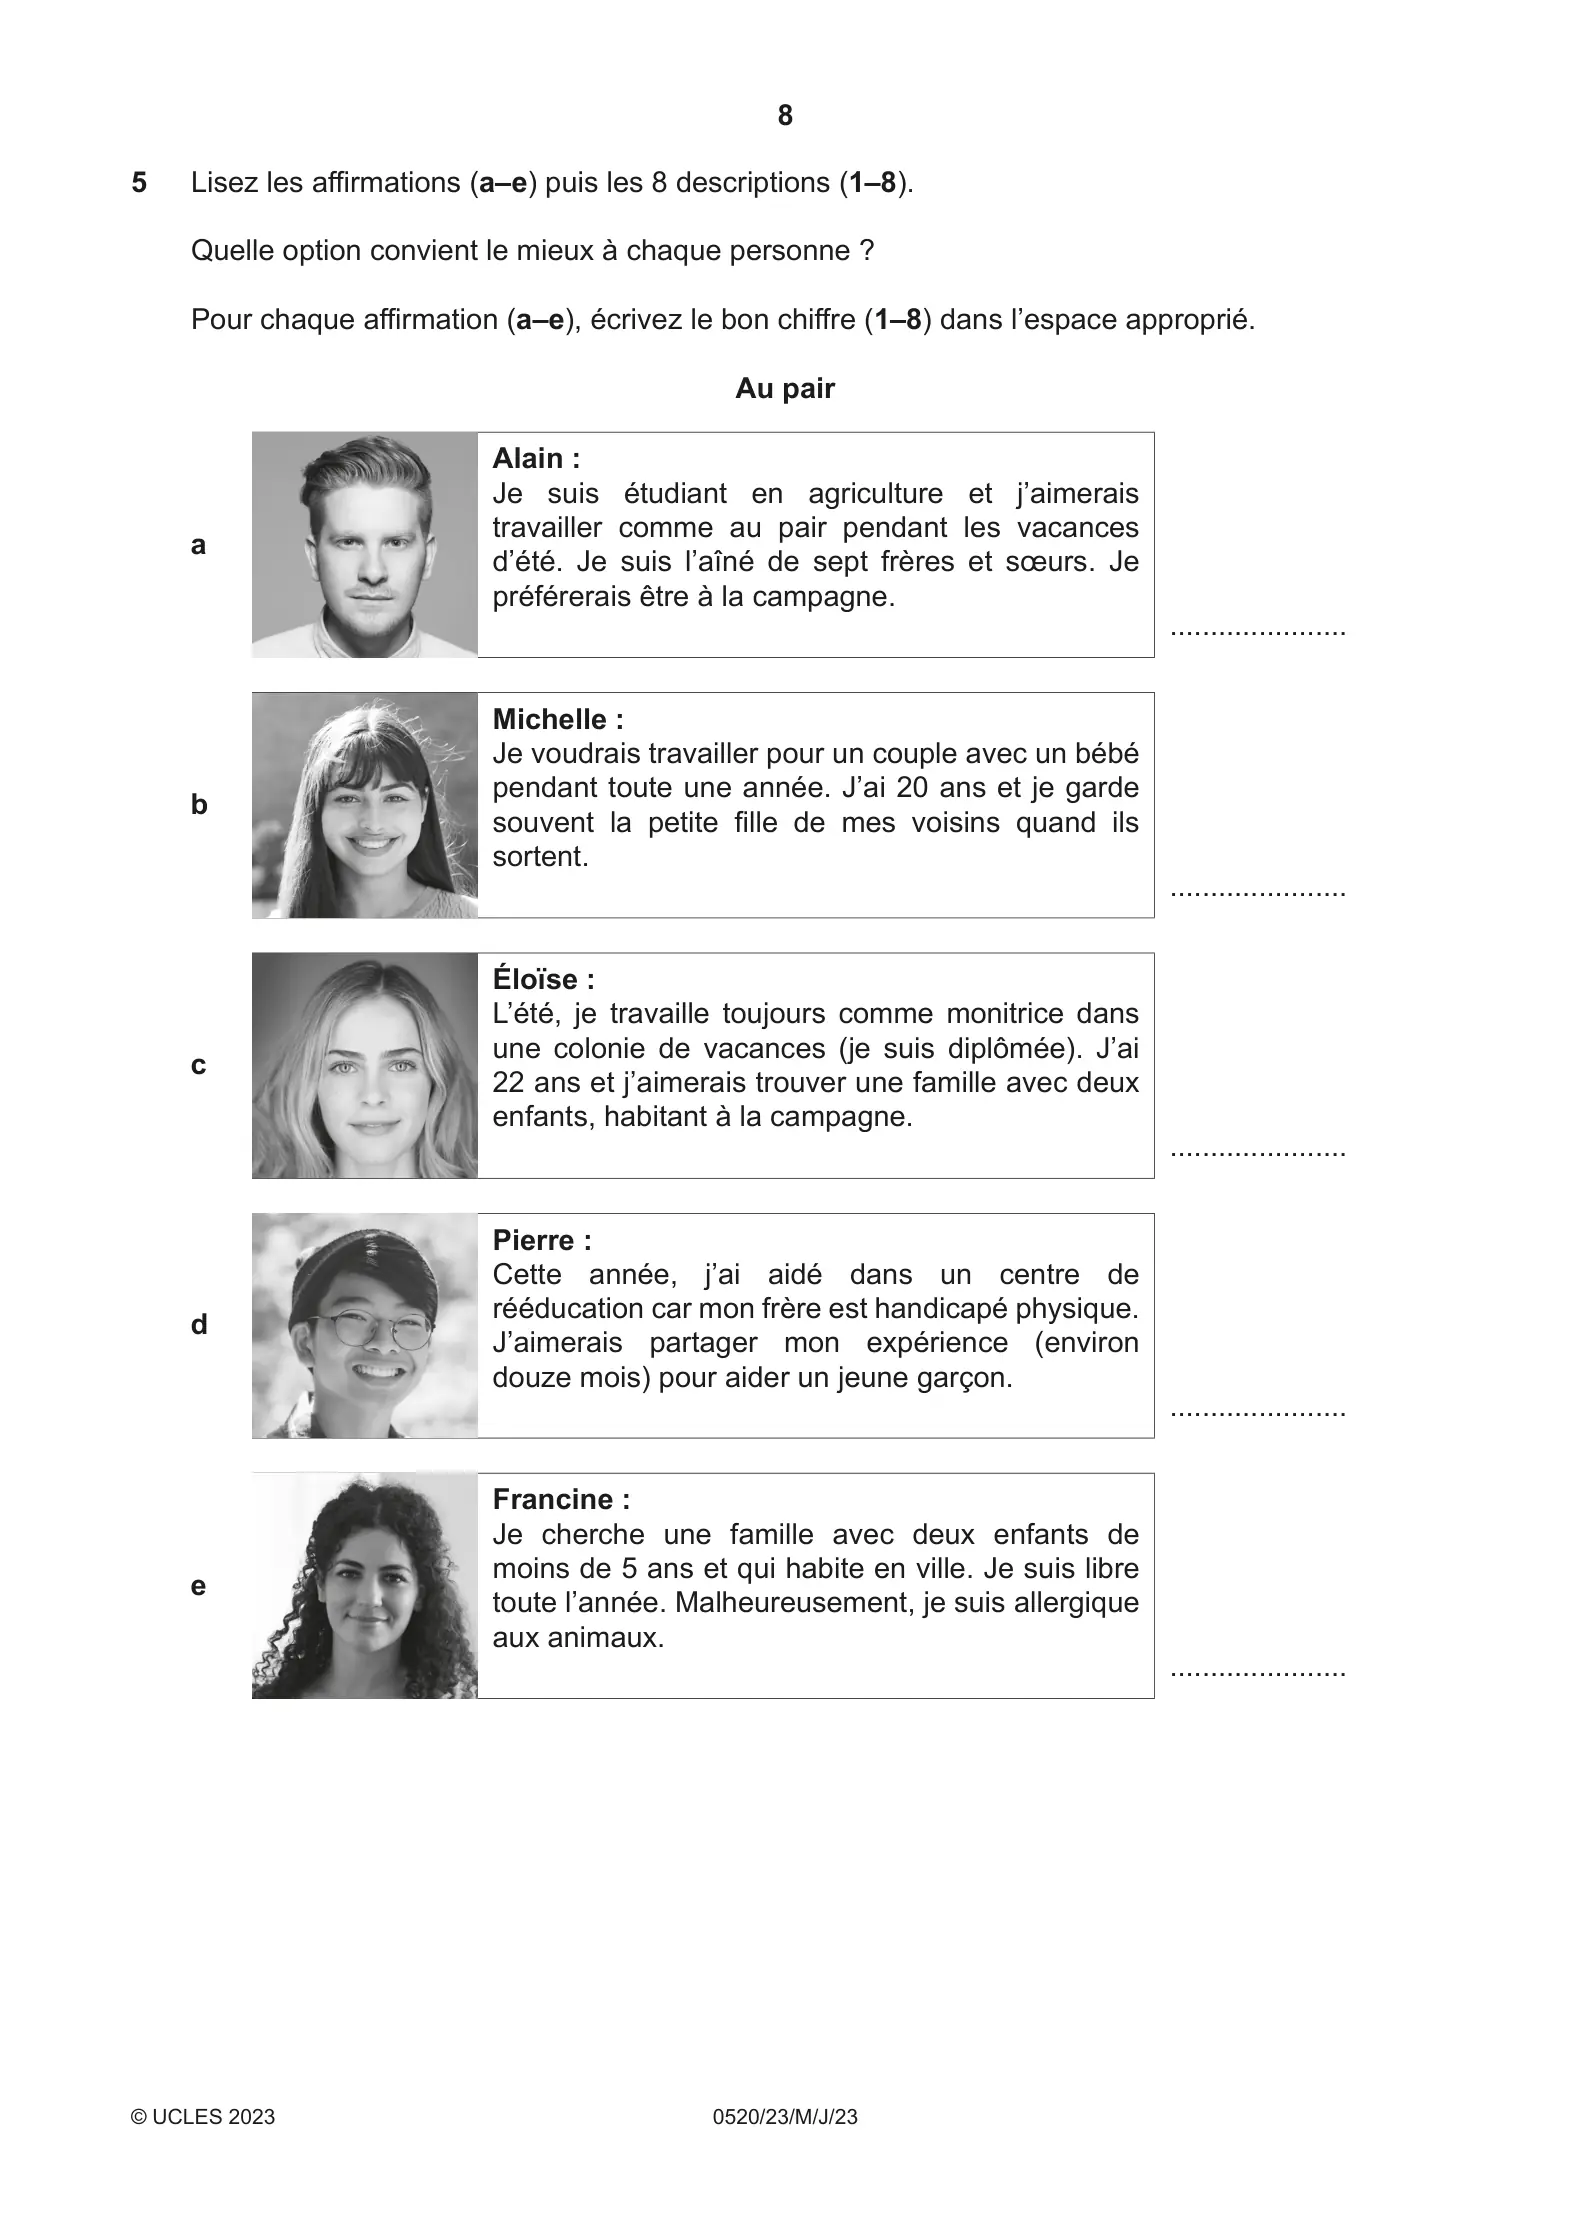 8
5 Lisez les affirmations (a–e) puis les 8 descriptions (1–8).
Quelle option convient le mieux à chaque personne ?
Pour chaque affirmation (a–e), écrivez le bon chiffre (1–8) dans l’espace approprié.
Au pair
a
Alain :
Je suis étudiant en agriculture et j’aimerais
travailler comme au pair pendant les vacances
d’été. Je suis l’aîné de sept frères et sœurs. Je
préférerais être à la campagne.
......................
b
Michelle :
Je voudrais travailler pour un couple avec un bébé
pendant toute une année. J’ai 20 ans et je garde
souvent la petite fille de mes voisins quand ils
sortent.
......................
c
Éloïse :
L’été, je travaille toujours comme monitrice dans
une colonie de vacances (je suis diplômée). J’ai
22 ans et j’aimerais trouver une famille avec deux
enfants, habitant à la campagne.
......................
d
Pierre :
Cette année, j’ai aidé dans un centre de
rééducation car mon frère est handicapé physique.
J’aimerais partager mon expérience (environ
douze mois) pour aider un jeune garçon.
......................
e
Francine :
Je cherche une famille avec deux enfants de
moins de 5 ans et qui habite en ville. Je suis libre
toute l’année. Malheureusement, je suis allergique
aux animaux.
......................
© UCLES 2023 0520/23/M/J/23